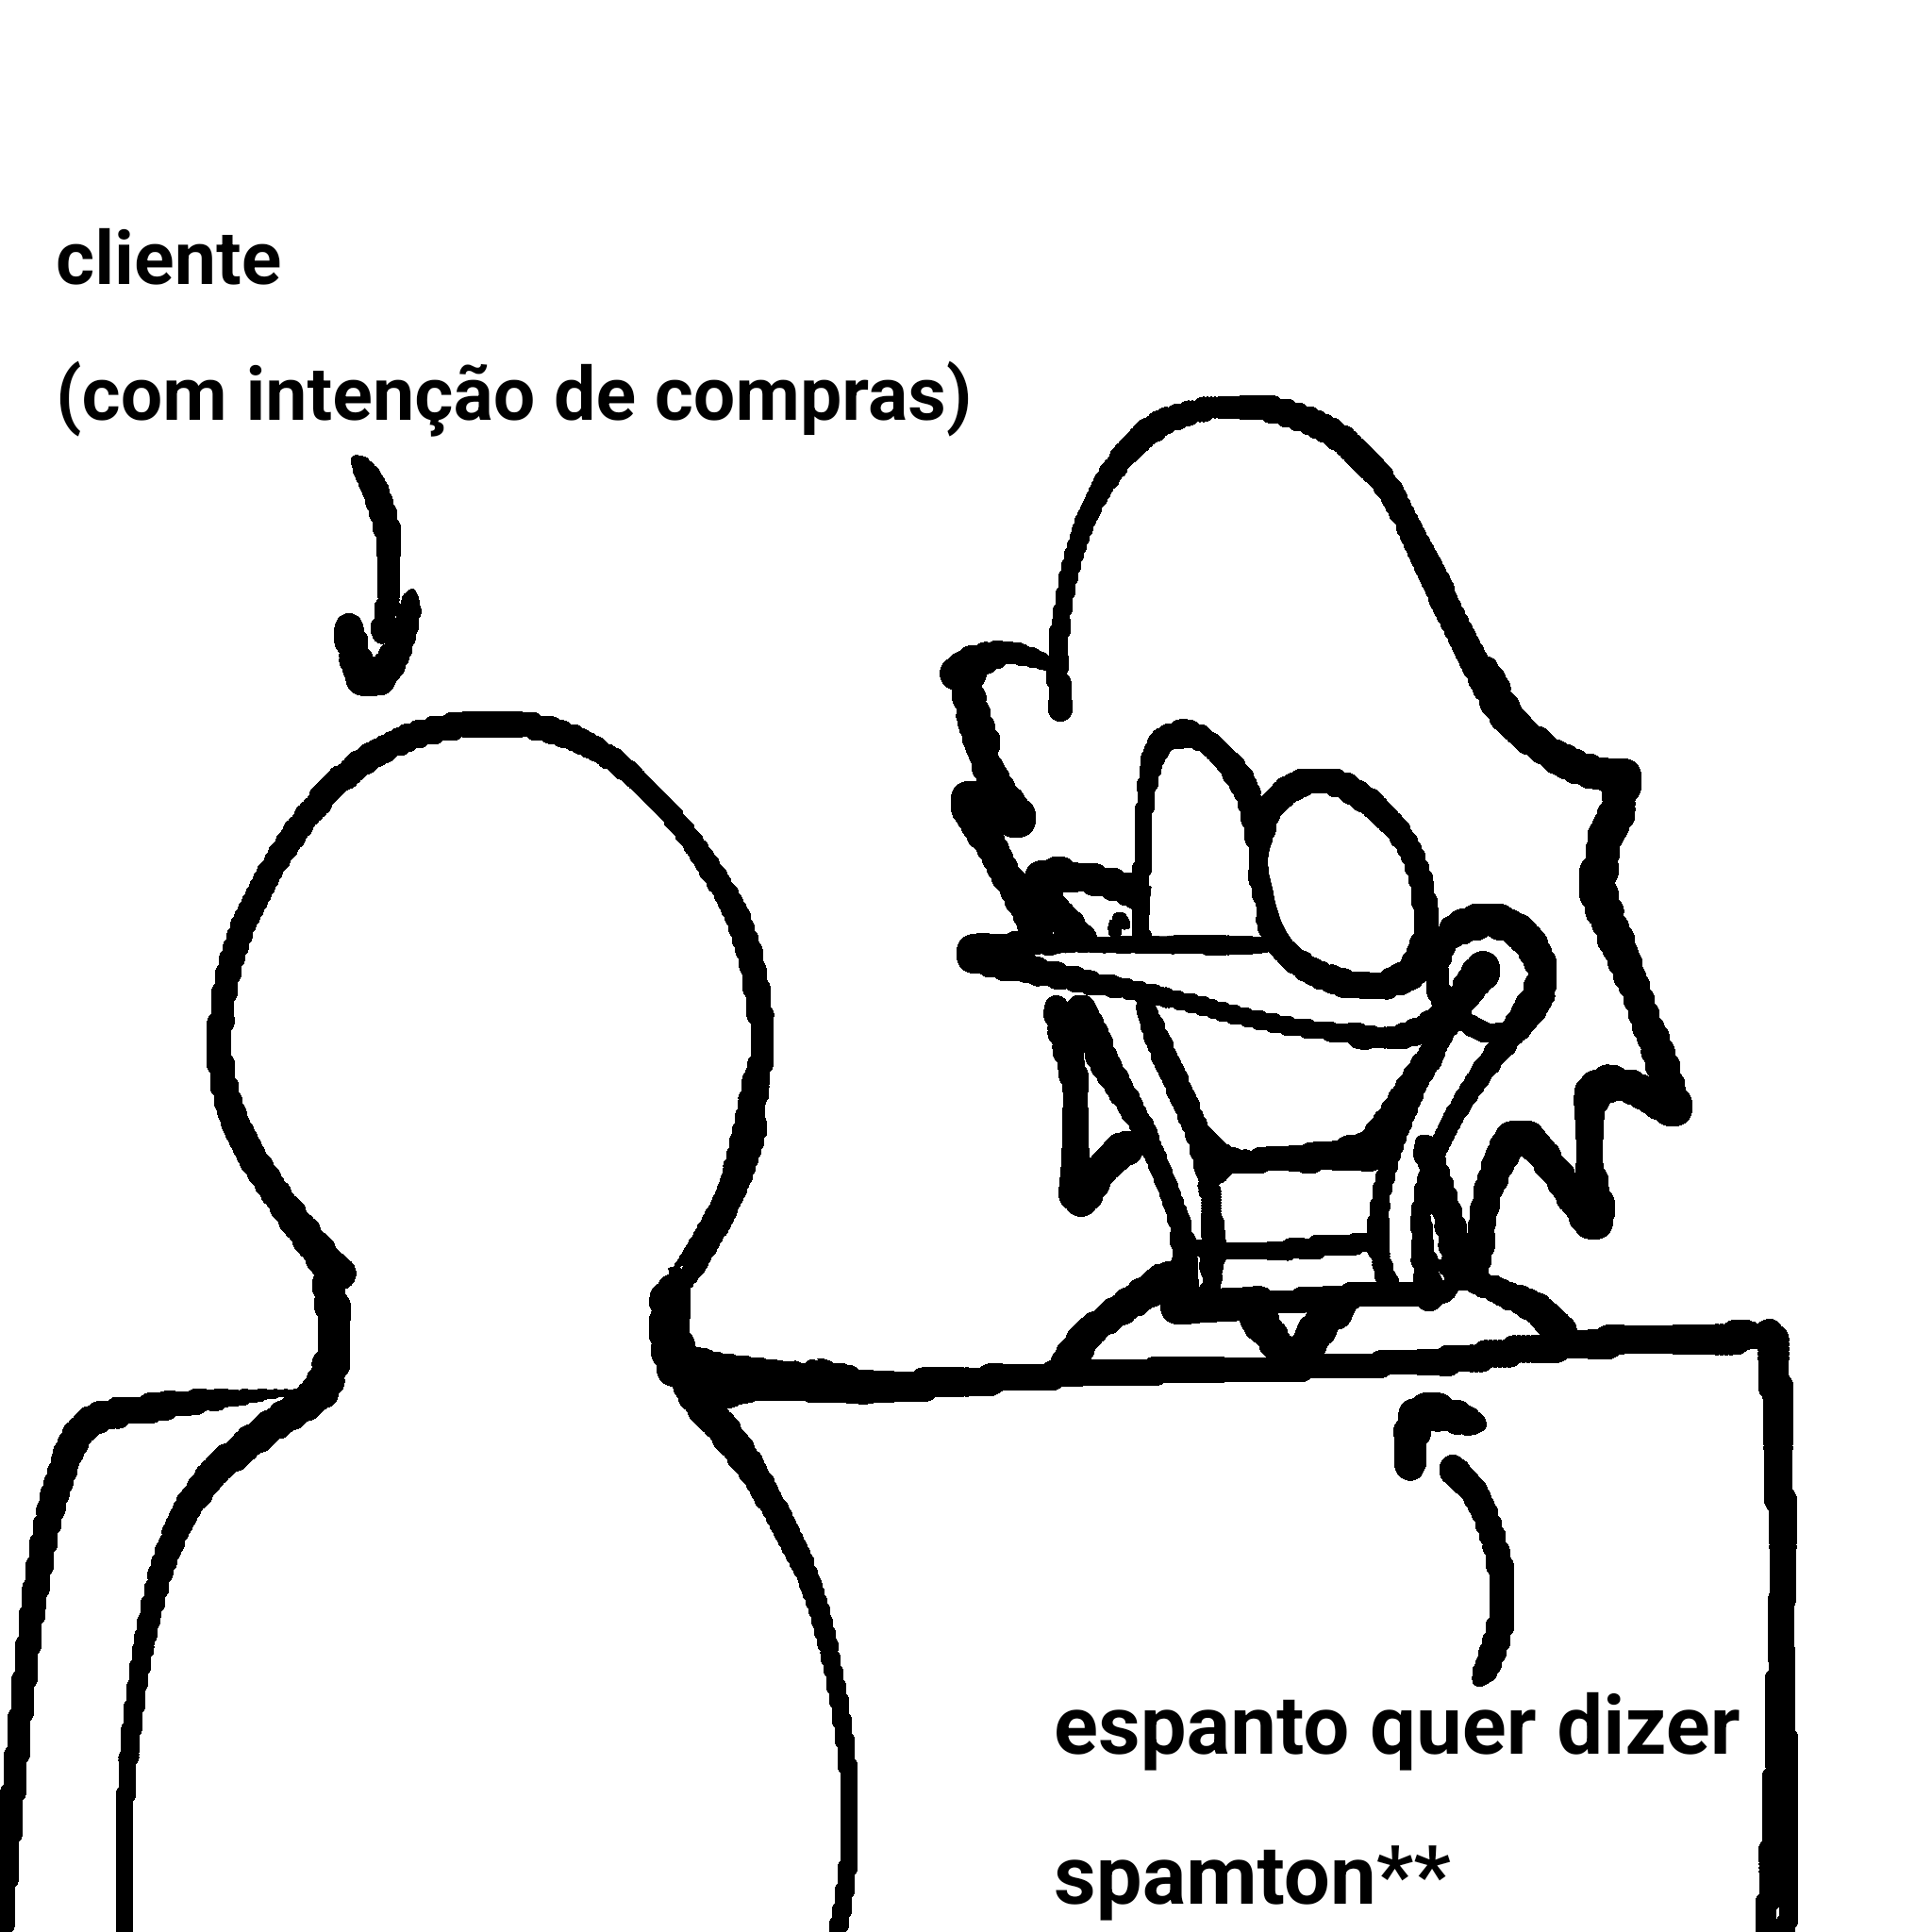 cliente
(com intenção de compras)
espanto quer dizer
spamton**